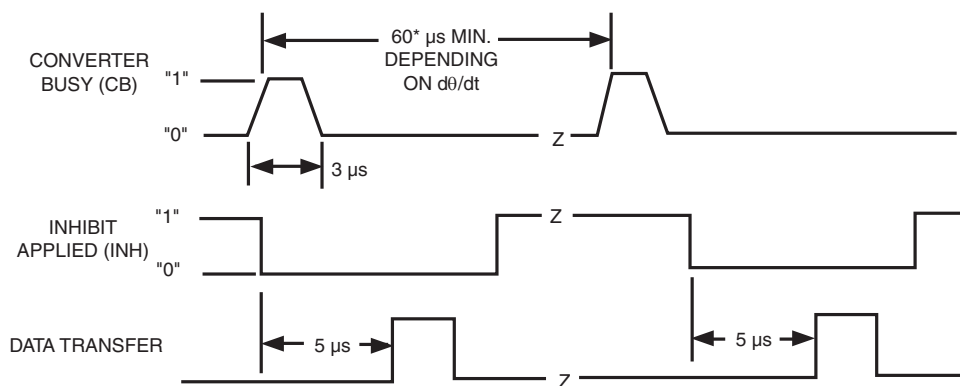 60* µs MIN.
DEPENDING
ON dθ/dt
CONVERTER
BUSY (CB)
"1"
"0"
Z
3 µs
INHIBIT
APPLIED (INH)
"1"
Z
"0"
DATA TRANSFER
5 µs
5 µs
Z